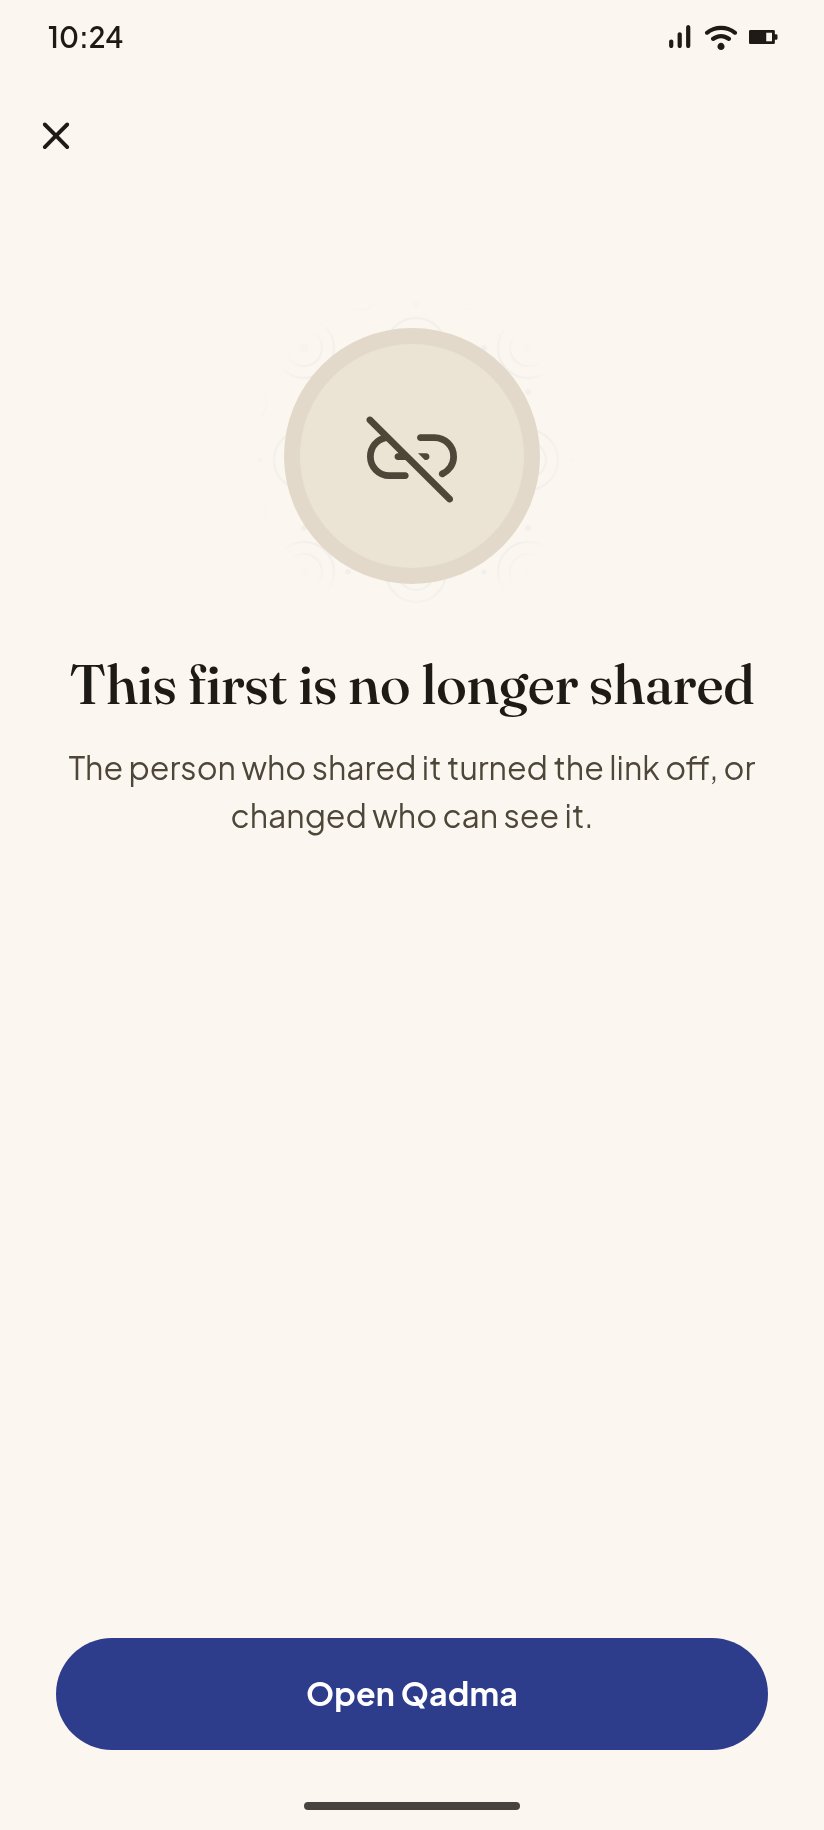 10:24
This first is no longer shared
The person who shared it turned the link off, or
changed who can see it.
Open Qadma